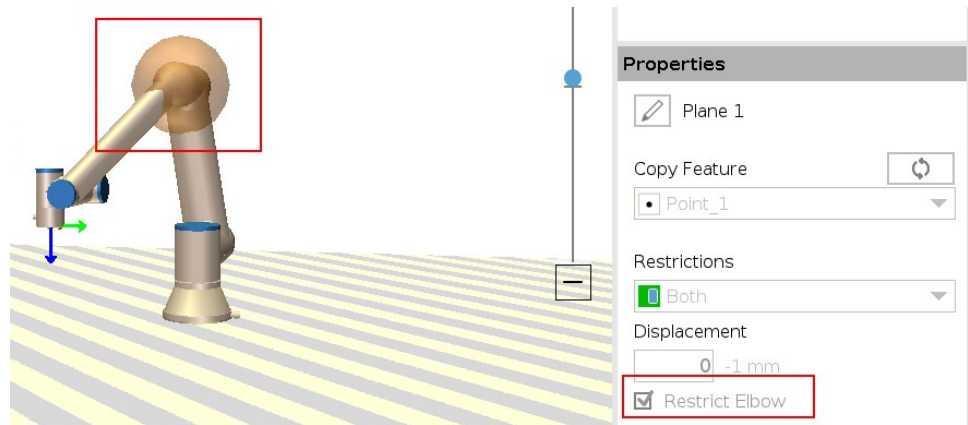 Properties
Plane 1
Copy Feature
Point_1
Restrictions
Both
Displacement
0 -1 mm
Restrict Elbow